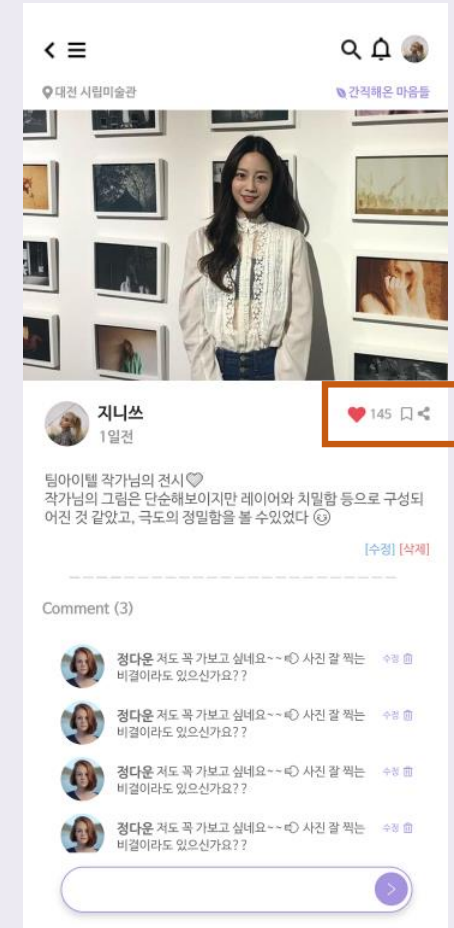 대전 시립미술관
간직해온 마음들
지니쓰
145
1일전
팀아이텔 작가님의 전시
작가님의 그림은 단순해보이지만 레이어와 치밀함 등으로 구성되
어진 것 같았고, 극도의 정밀함을 볼 수있었다
[수정] [삭제]
Comment (3)
정다운 저도 꼭 가보고 싶네요~~ 사진 잘 찍는 수정
비결이라도 있으신가요??
정다운 저도 꼭 가보고 싶네요~~ 사진 잘 찍는 수정
비결이라도 있으신가요??
정다운 저도 꼭 가보고 싶네요~~ 사진 잘 찍는 수정
비결이라도 있으신가요??
정다운 저도 꼭 가보고 싶네요~~ 사진 잘 찍는 수정
비결이라도 있으신가요??